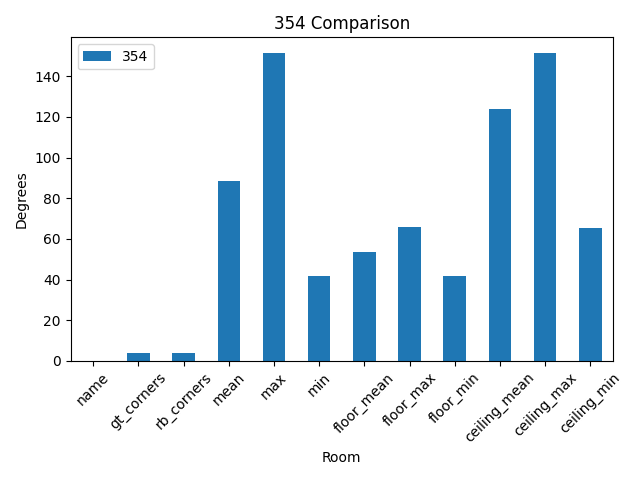 354 Comparison
354
Degrees
140
120
100
80
60
40
20
0
name
gt_corners
rb_corners
mean
max
min
floor_mean
floor_max
floor_min
ceiling_mean
ceiling_max
ceiling_min
Room